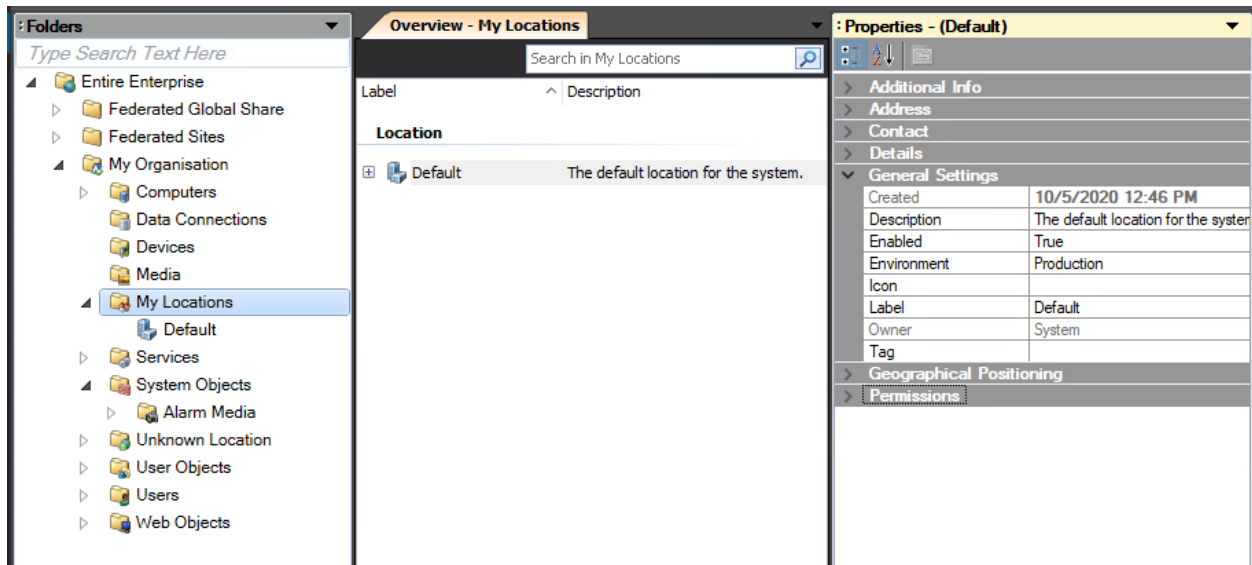 Folders
Type Search Text Here
Entire Enterprise
Federated Global Share
Federated Sites
My Organisation
Computers
Data Connections
Devices
Media
My Locations
Default
Services
System Objects
Alarm Media
Unknown Location
User Objects
Users
Web Objects
Overview - My Locations
Search in My Locations
Label Description
Location
Default The default location for the system.
Properties - (Default)
Additional Info
Address
Contact
Details
General Settings
Created 10/5/2020 12:46 PM
Description The default location for the syster
Enabled True
Environment Production
Icon
Label Default
Owner System
Tag
Geographical Positioning
Permissions